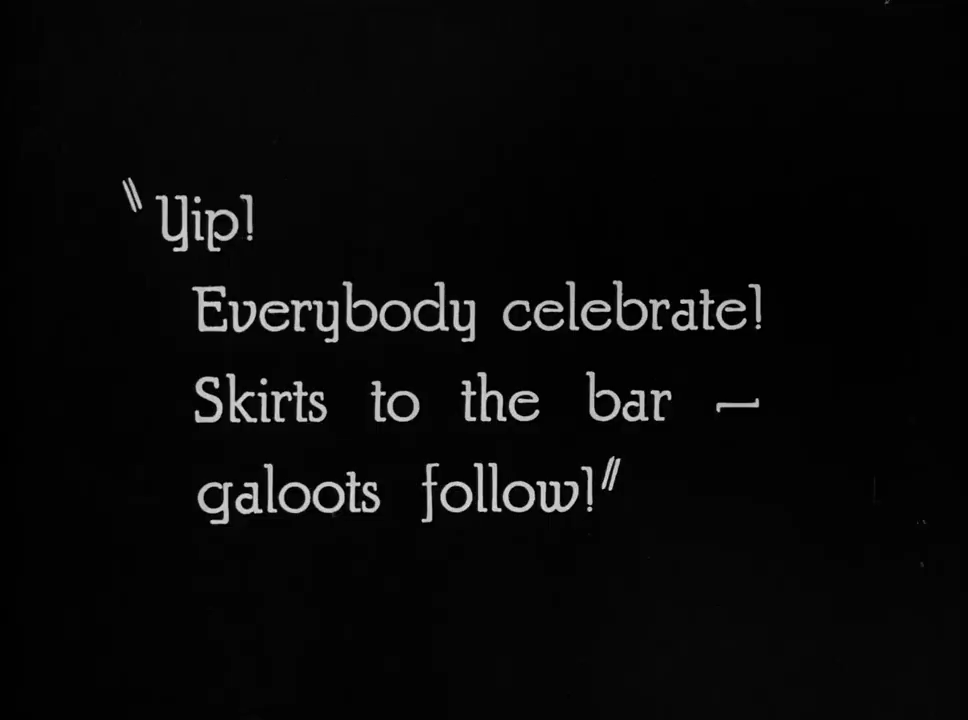 "Yip!
Everybody celebrate!
Skirts to the bar —
galoots follow!"